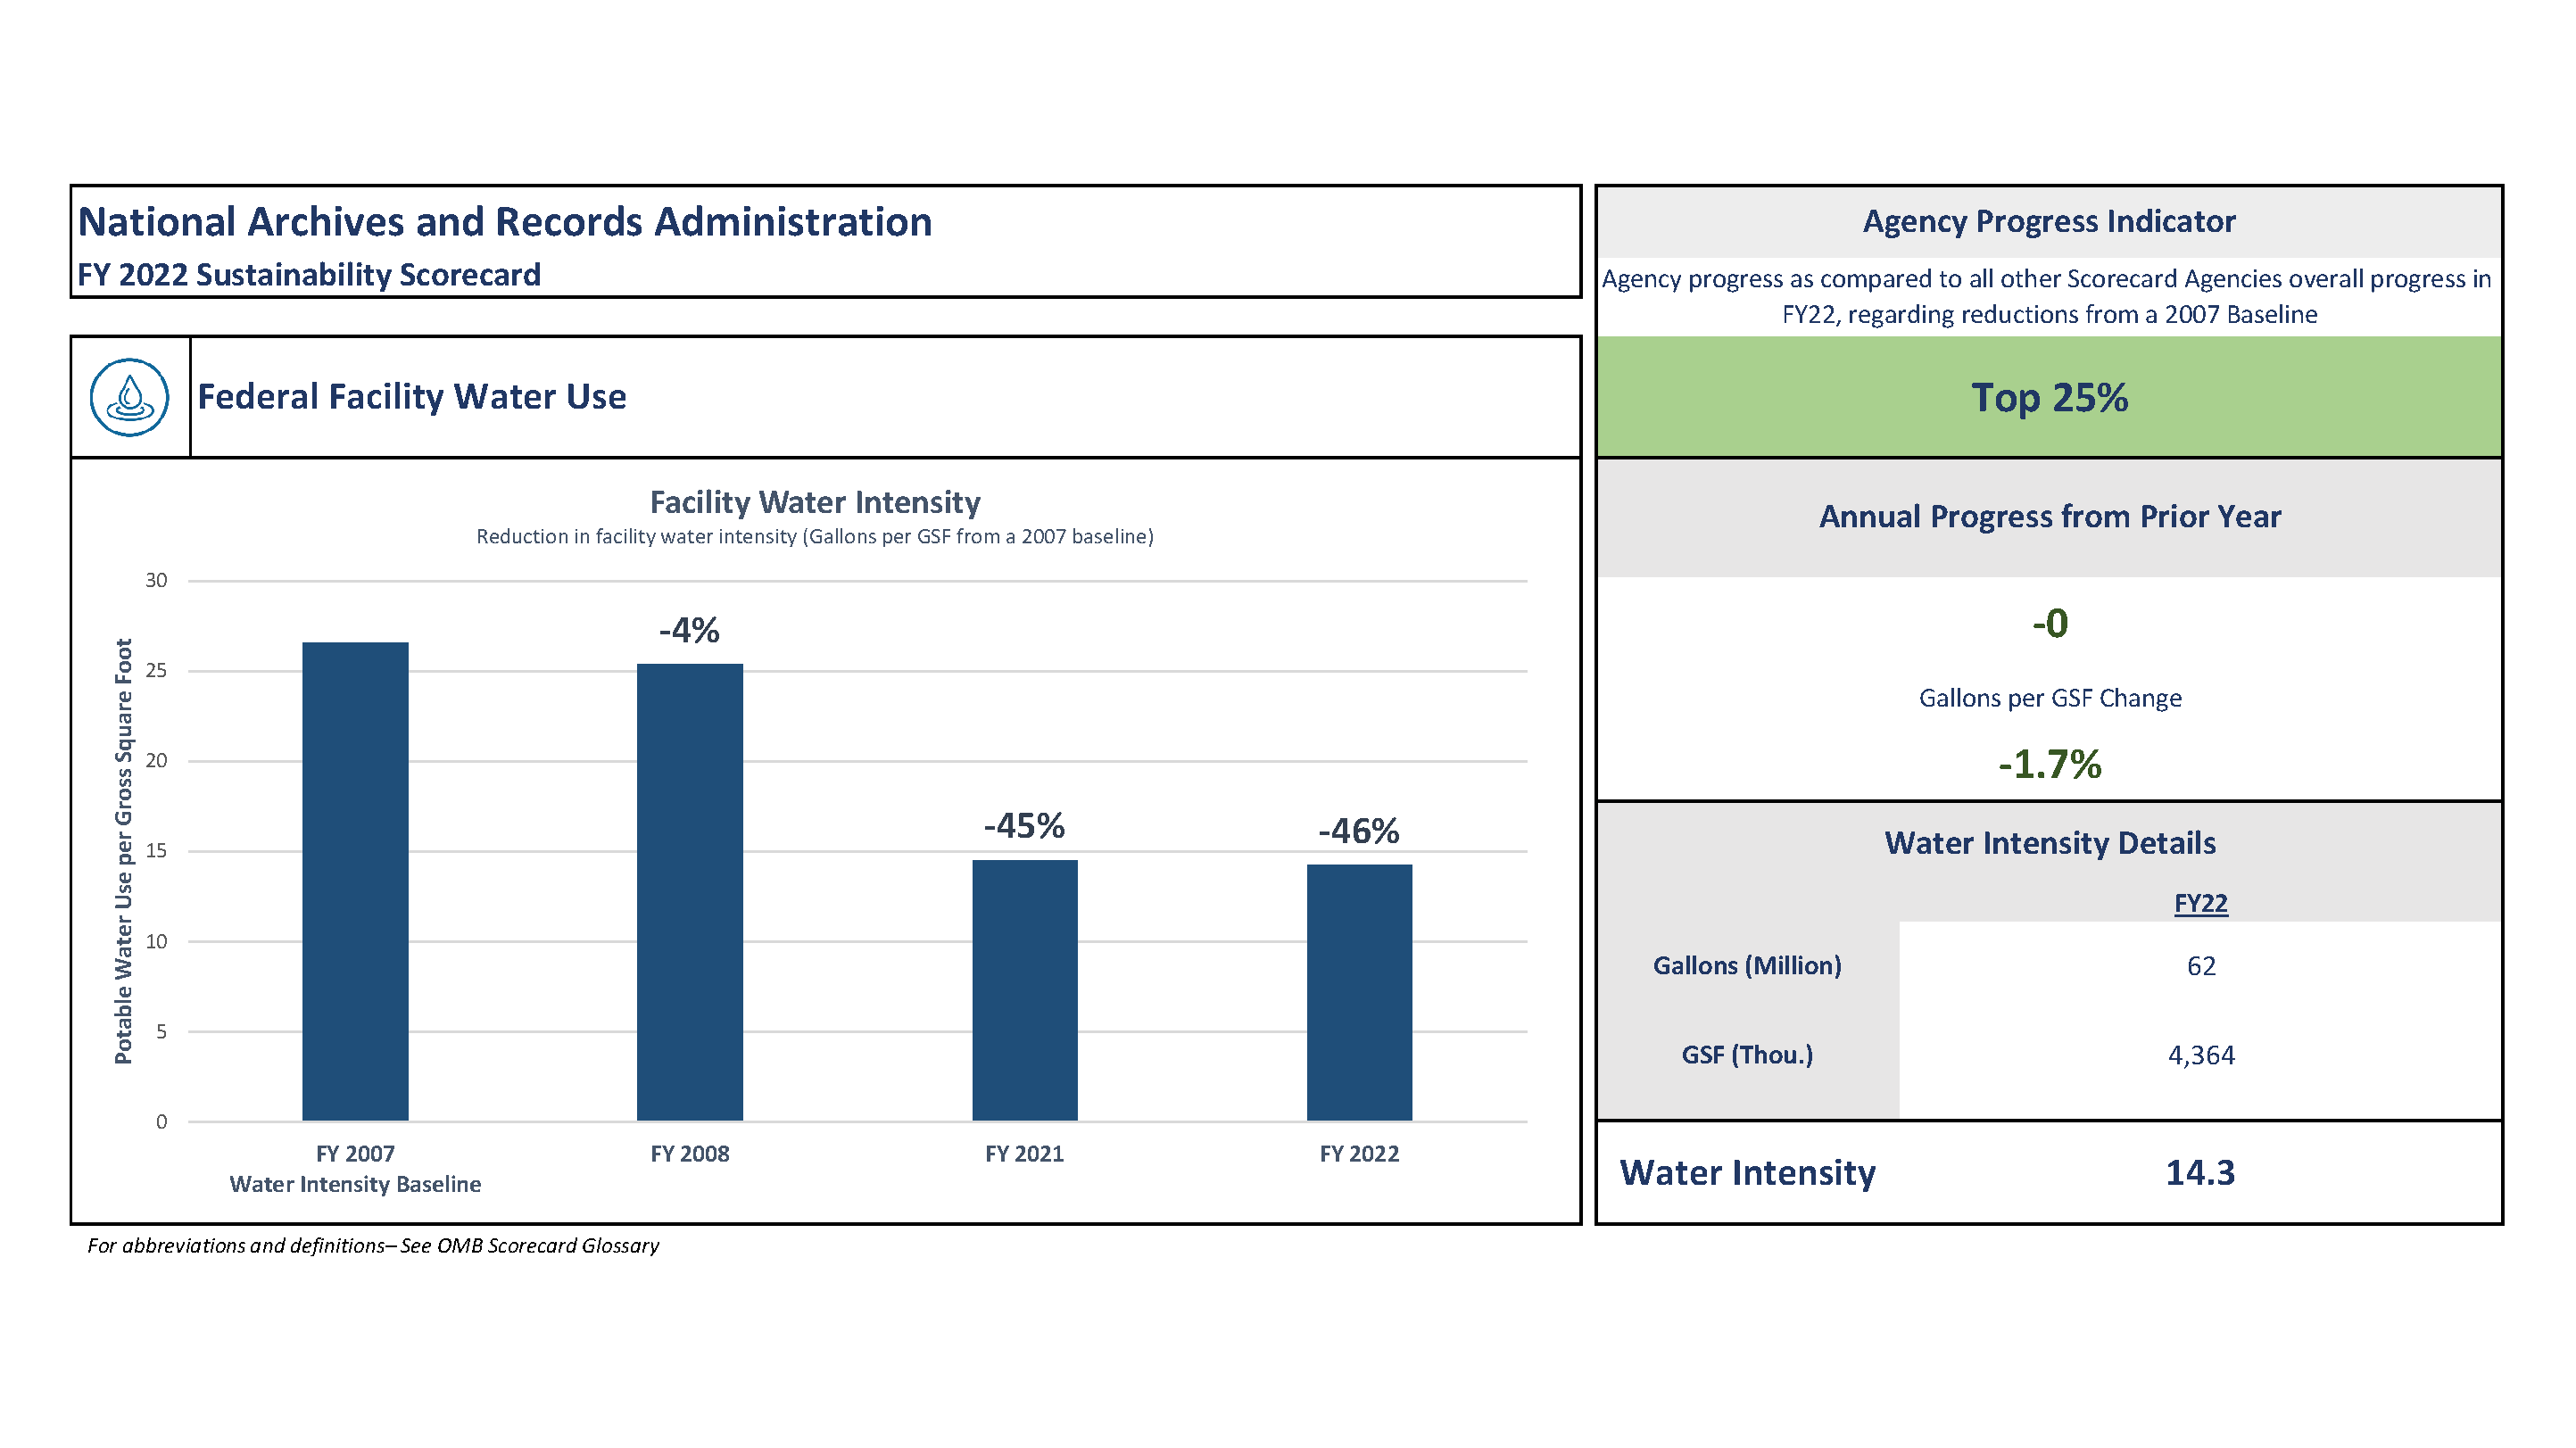 National Archives and Records Administration
FY 2022 Sustainability Scorecard
Federal Facility Water Use
Facility Water Intensity
Reduction in facility water intensity (Gallons per GSF from a 2007 baseline)
Potable Water Use per Gross Square Foot
30
25
20
15
10
5
0
-4%
-45%
-46%
FY 2007
Water Intensity Baseline
FY 2008
FY 2021
FY 2022
For abbreviations and definitions– See OMB Scorecard Glossary
Agency Progress Indicator
Agency progress as compared to all other Scorecard Agencies overall progress in
FY22, regarding reductions from a 2007 Baseline
Top 25%
Annual Progress from Prior Year
-0
Gallons per GSF Change
-1.7%
Water Intensity Details
FY22
Gallons (Million) 62
GSF (Thou.) 4,364
Water Intensity 14.3